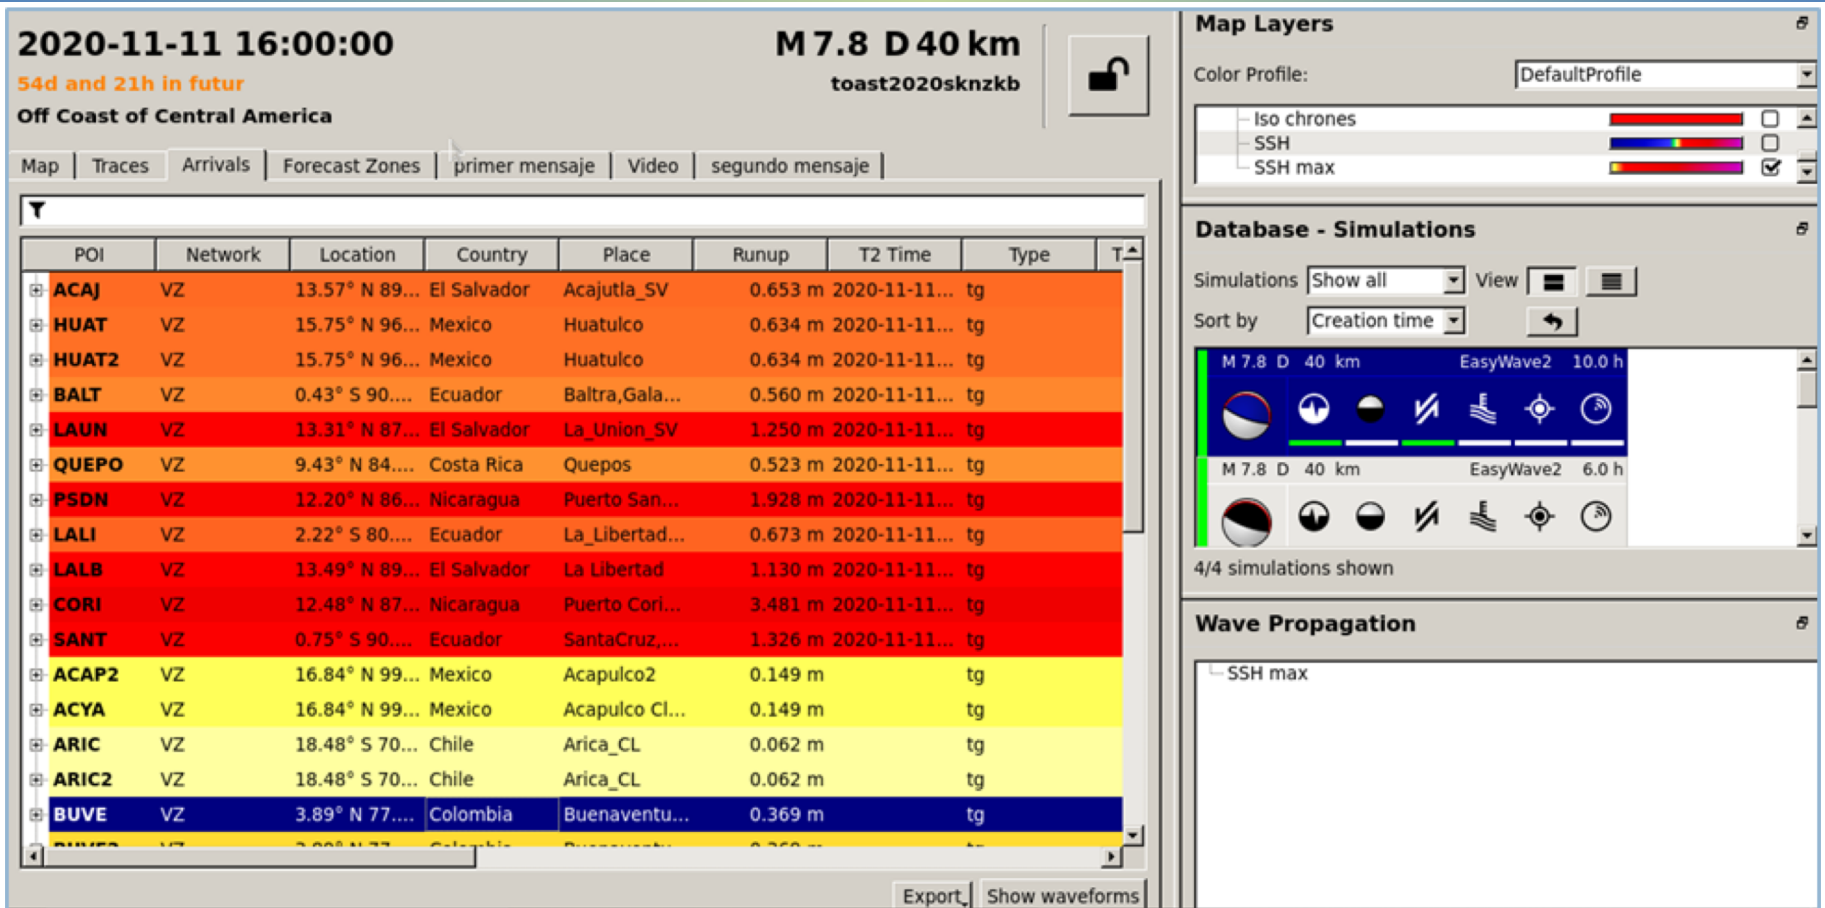 2020-11-11 16:00:00
M 7.8 D 40 km
54d and 21h in futur
toast2020sknzkb
Off Coast of Central America
Map Traces Arrivals Forecast Zones primer mensaje Video segundo mensaje
POI Network Location Country Place Runup T2 Time Type T
ACAJ VZ 13.57° N 89... El Salvador Acajutla_SV 0.653 m 2020-11-11... tg
HUAT VZ 15.75° N 96... Mexico Huatulco 0.634 m 2020-11-11... tg
HUAT2 VZ 15.75° N 96... Mexico Huatulco 0.634 m 2020-11-11... tg
BALT VZ 0.43° S 90.... Ecuador Baltra,Gala... 0.560 m 2020-11-11... tg
LAUN VZ 13.31° N 87... El Salvador La_Union_SV 1.250 m 2020-11-11... tg
QUEPO VZ 9.43° N 84.... Costa Rica Quepos 0.523 m 2020-11-11... tg
PSDN VZ 12.20° N 86... Nicaragua Puerto San... 1.928 m 2020-11-11... tg
LALI VZ 2.22° S 80.... Ecuador La_Libertad... 0.673 m 2020-11-11... tg
LALB VZ 13.49° N 89... El Salvador La Libertad 1.130 m 2020-11-11... tg
CORI VZ 12.48° N 87... Nicaragua Puerto Cori... 3.481 m 2020-11-11... tg
SANT VZ 0.75° S 90.... Ecuador SantaCruz,... 1.326 m 2020-11-11... tg
ACAP2 VZ 16.84° N 99... Mexico Acapulco2 0.149 m tg
ACYA VZ 16.84° N 99... Mexico Acapulco Cl... 0.149 m tg
ARIC VZ 18.48° S 70... Chile Arica_CL 0.062 m tg
ARIC2 VZ 18.48° S 70... Chile Arica_CL 0.062 m tg
BUVE VZ 3.89° N 77.... Colombia Buenaventu... 0.369 m tg
Export Show waveforms
Map Layers
Color Profile: DefaultProfile
Iso chrones
SSH
SSH max
Database - Simulations
Simulations Show all View
Sort by Creation time
M 7.8 D 40 km EasyWave2 10.0 h
M 7.8 D 40 km EasyWave2 6.0 h
4/4 simulations shown
Wave Propagation
SSH max